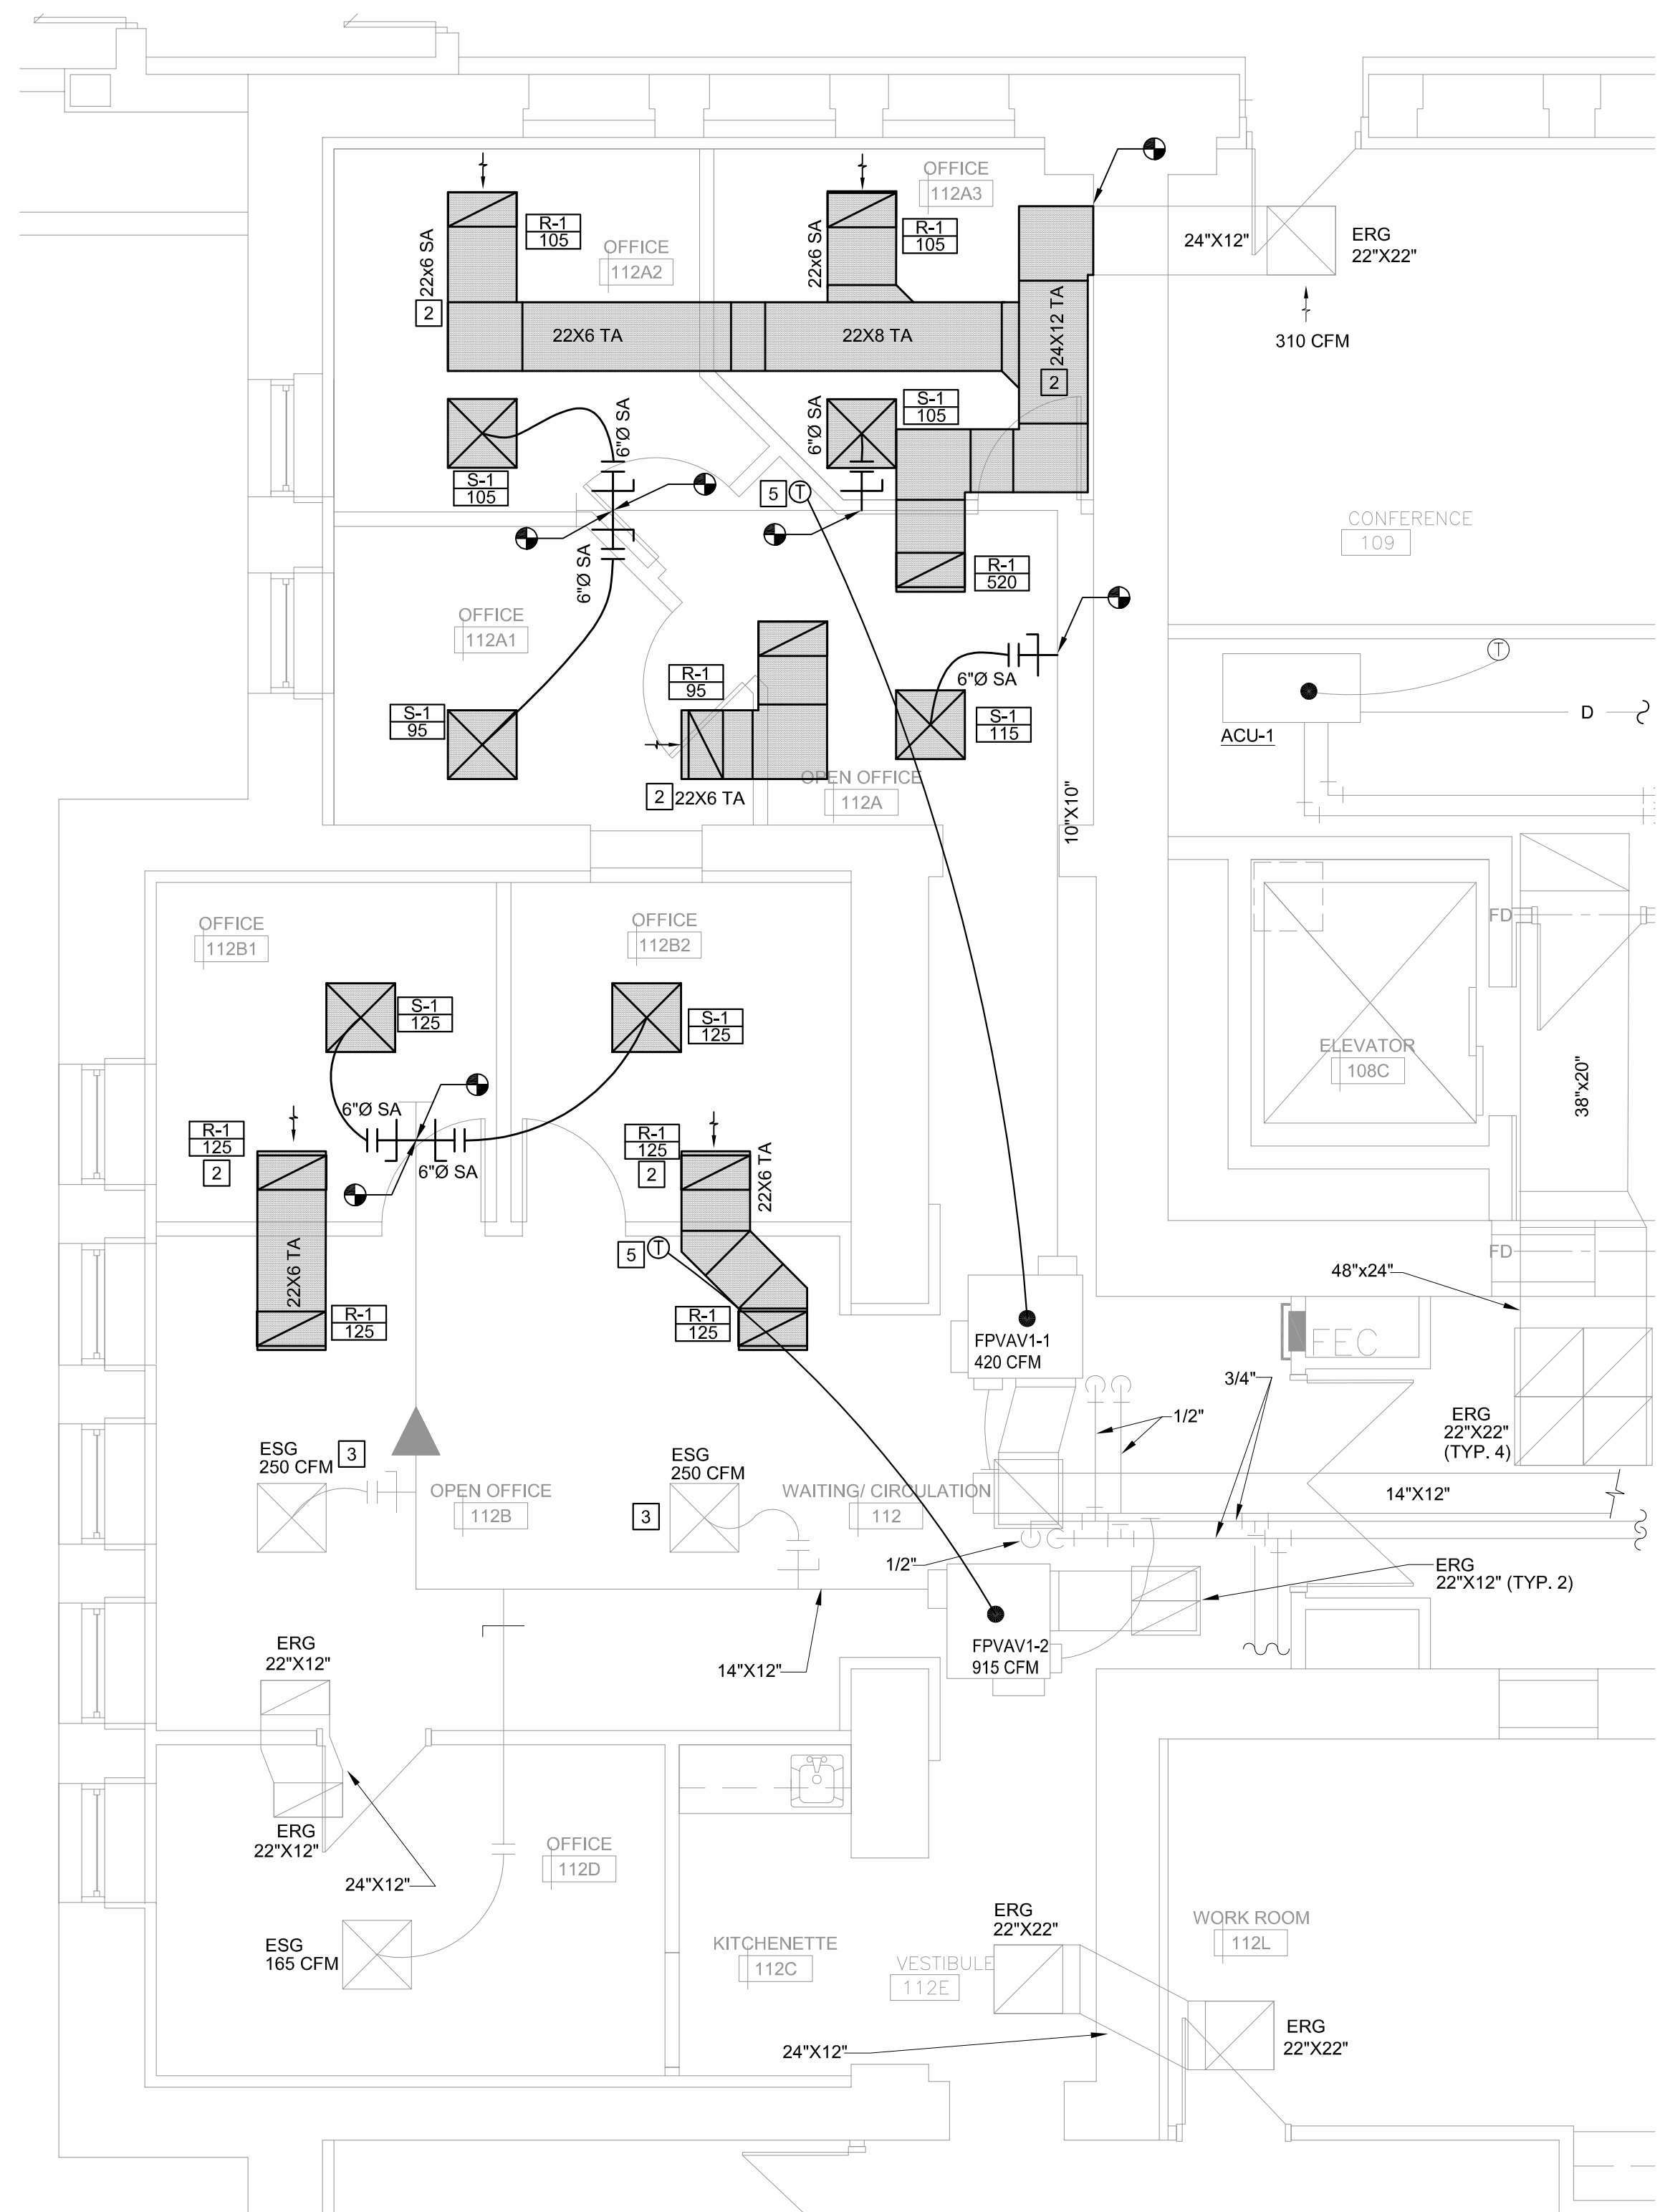 OFFICE
112A3
R-1
105
22x6 SA
OFFICE
112A2
R-1
105
22x6 SA
2
24"X12"
ERG
22"X22"
310 CFM
22X6 TA
22X8 TA
24X12 TA
2
S-1
105
6"Ø SA
6"Ø SA
S-1
105
5
T
CONFERENCE
109
6"Ø SA
R-1
520
OFFICE
112A1
T
R-1
95
6"Ø SA
S-1
95
S-1
115
D
ACU-1
OPEN OFFICE
112A
2
22X6 TA
10"X10"
OFFICE
112B1
OFFICE
112B2
FD
S-1
125
S-1
125
ELEVATOR
108C
38"x20"
6"Ø SA
R-1
125
2
6"Ø SA
R-1
125
2
22X6 TA
5
T
22X6 TA
FD
48"x24"
R-1
125
R-1
125
FPVAV1-1
420 CFM
FEC
3/4"
1/2"
ERG
22"X22"
(TYP. 4)
ESG
250 CFM
3
ESG
250 CFM
3
OPEN OFFICE
112B
WAITING/ CIRCULATION
112
14"X12"
1/2"
ERG
22"X12" (TYP. 2)
FPVAV1-2
915 CFM
14"X12"
ERG
22"X12"
ERG
22"X12"
24"X12"
OFFICE
112D
ESG
165 CFM
KITCHENETTE
112C
ERG
22"X22"
VESTIBULE
112E
WORK ROOM
112L
24"X12"
ERG
22"X22"